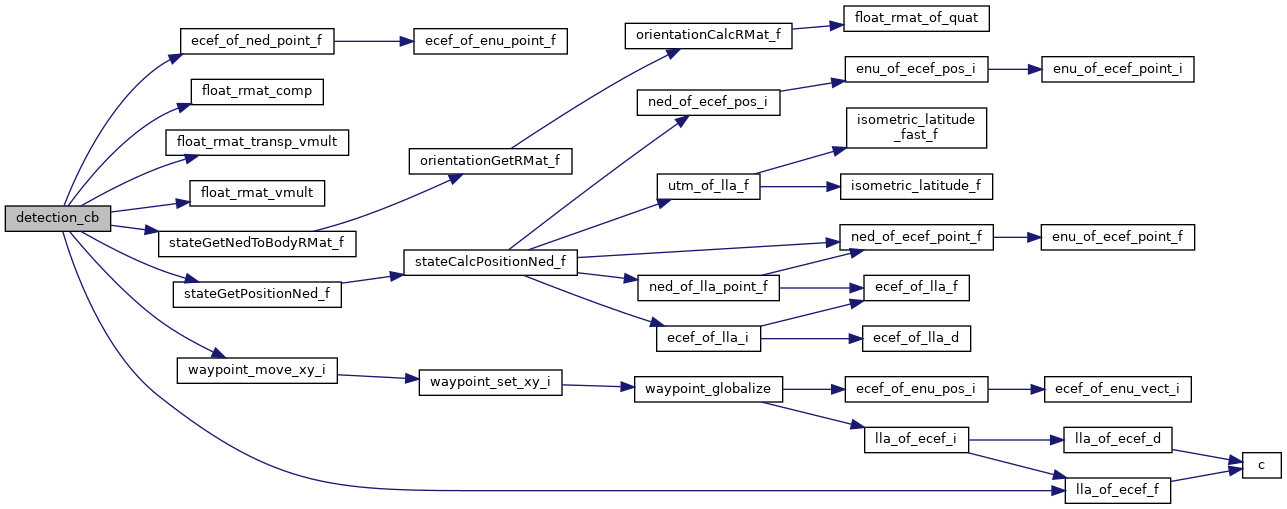 detection_cb
ecef_of_ned_point_f
float_rmat_comp
float_rmat_transp_vmult
float_rmat_vmult
stateGetNedToBodyRMat_f
stateGetPositionNed_f
waypoint_move_xy_i
ecef_of_enu_point_f
orientationGetRMat_f
stateCalcPositionNed_f
waypoint_set_xy_i
orientationCalcRMat_f
ned_of_ecef_pos_i
utm_of_lla_f
ned_of_lla_point_f
ecef_of_lla_i
waypoint_globalize
float_rmat_of_quat
enu_of_ecef_pos_i
isometric_latitude
_fast_f
isometric_latitude_f
ned_of_ecef_point_f
ecef_of_lla_f
ecef_of_lla_d
ecef_of_enu_pos_i
lla_of_ecef_i
enu_of_ecef_point_i
enu_of_ecef_point_f
ecef_of_enu_vect_i
lla_of_ecef_d
lla_of_ecef_f
c